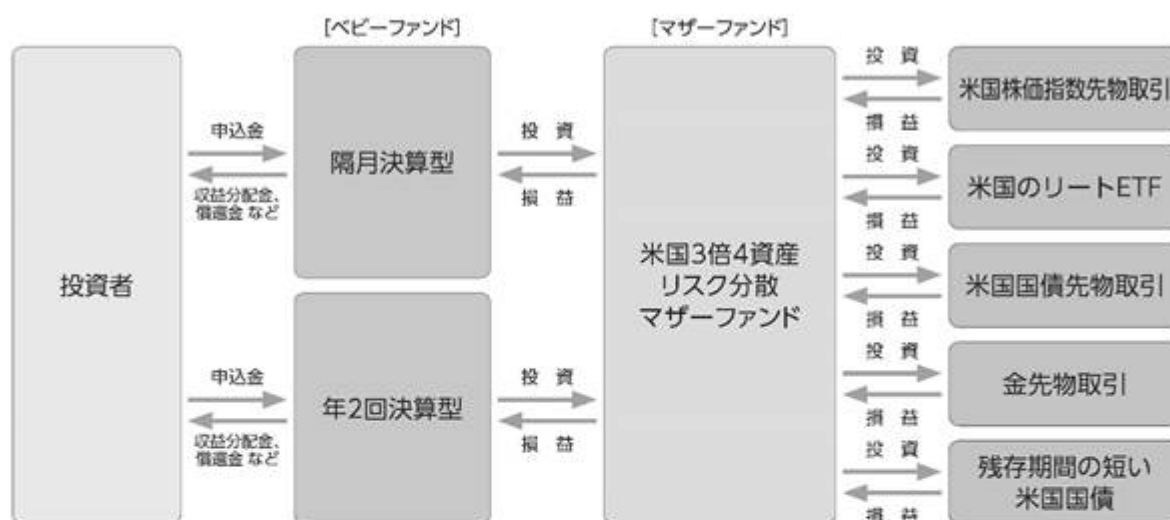 [ベビーファンド]
[マザーファンド]
投資者
申込金
収益分配金、
償還金 など
隔月決算型
投 資
損 益
申込金
収益分配金、
償還金 など
年2回決算型
投 資
損 益
米国3倍4資産
リスク分散
マザーファンド
投 資
損 益
米国株価指数先物取引
投 資
損 益
米国のリートETF
投 資
損 益
米国国債先物取引
投 資
損 益
金先物取引
投 資
損 益
残存期間の短い
米国国債